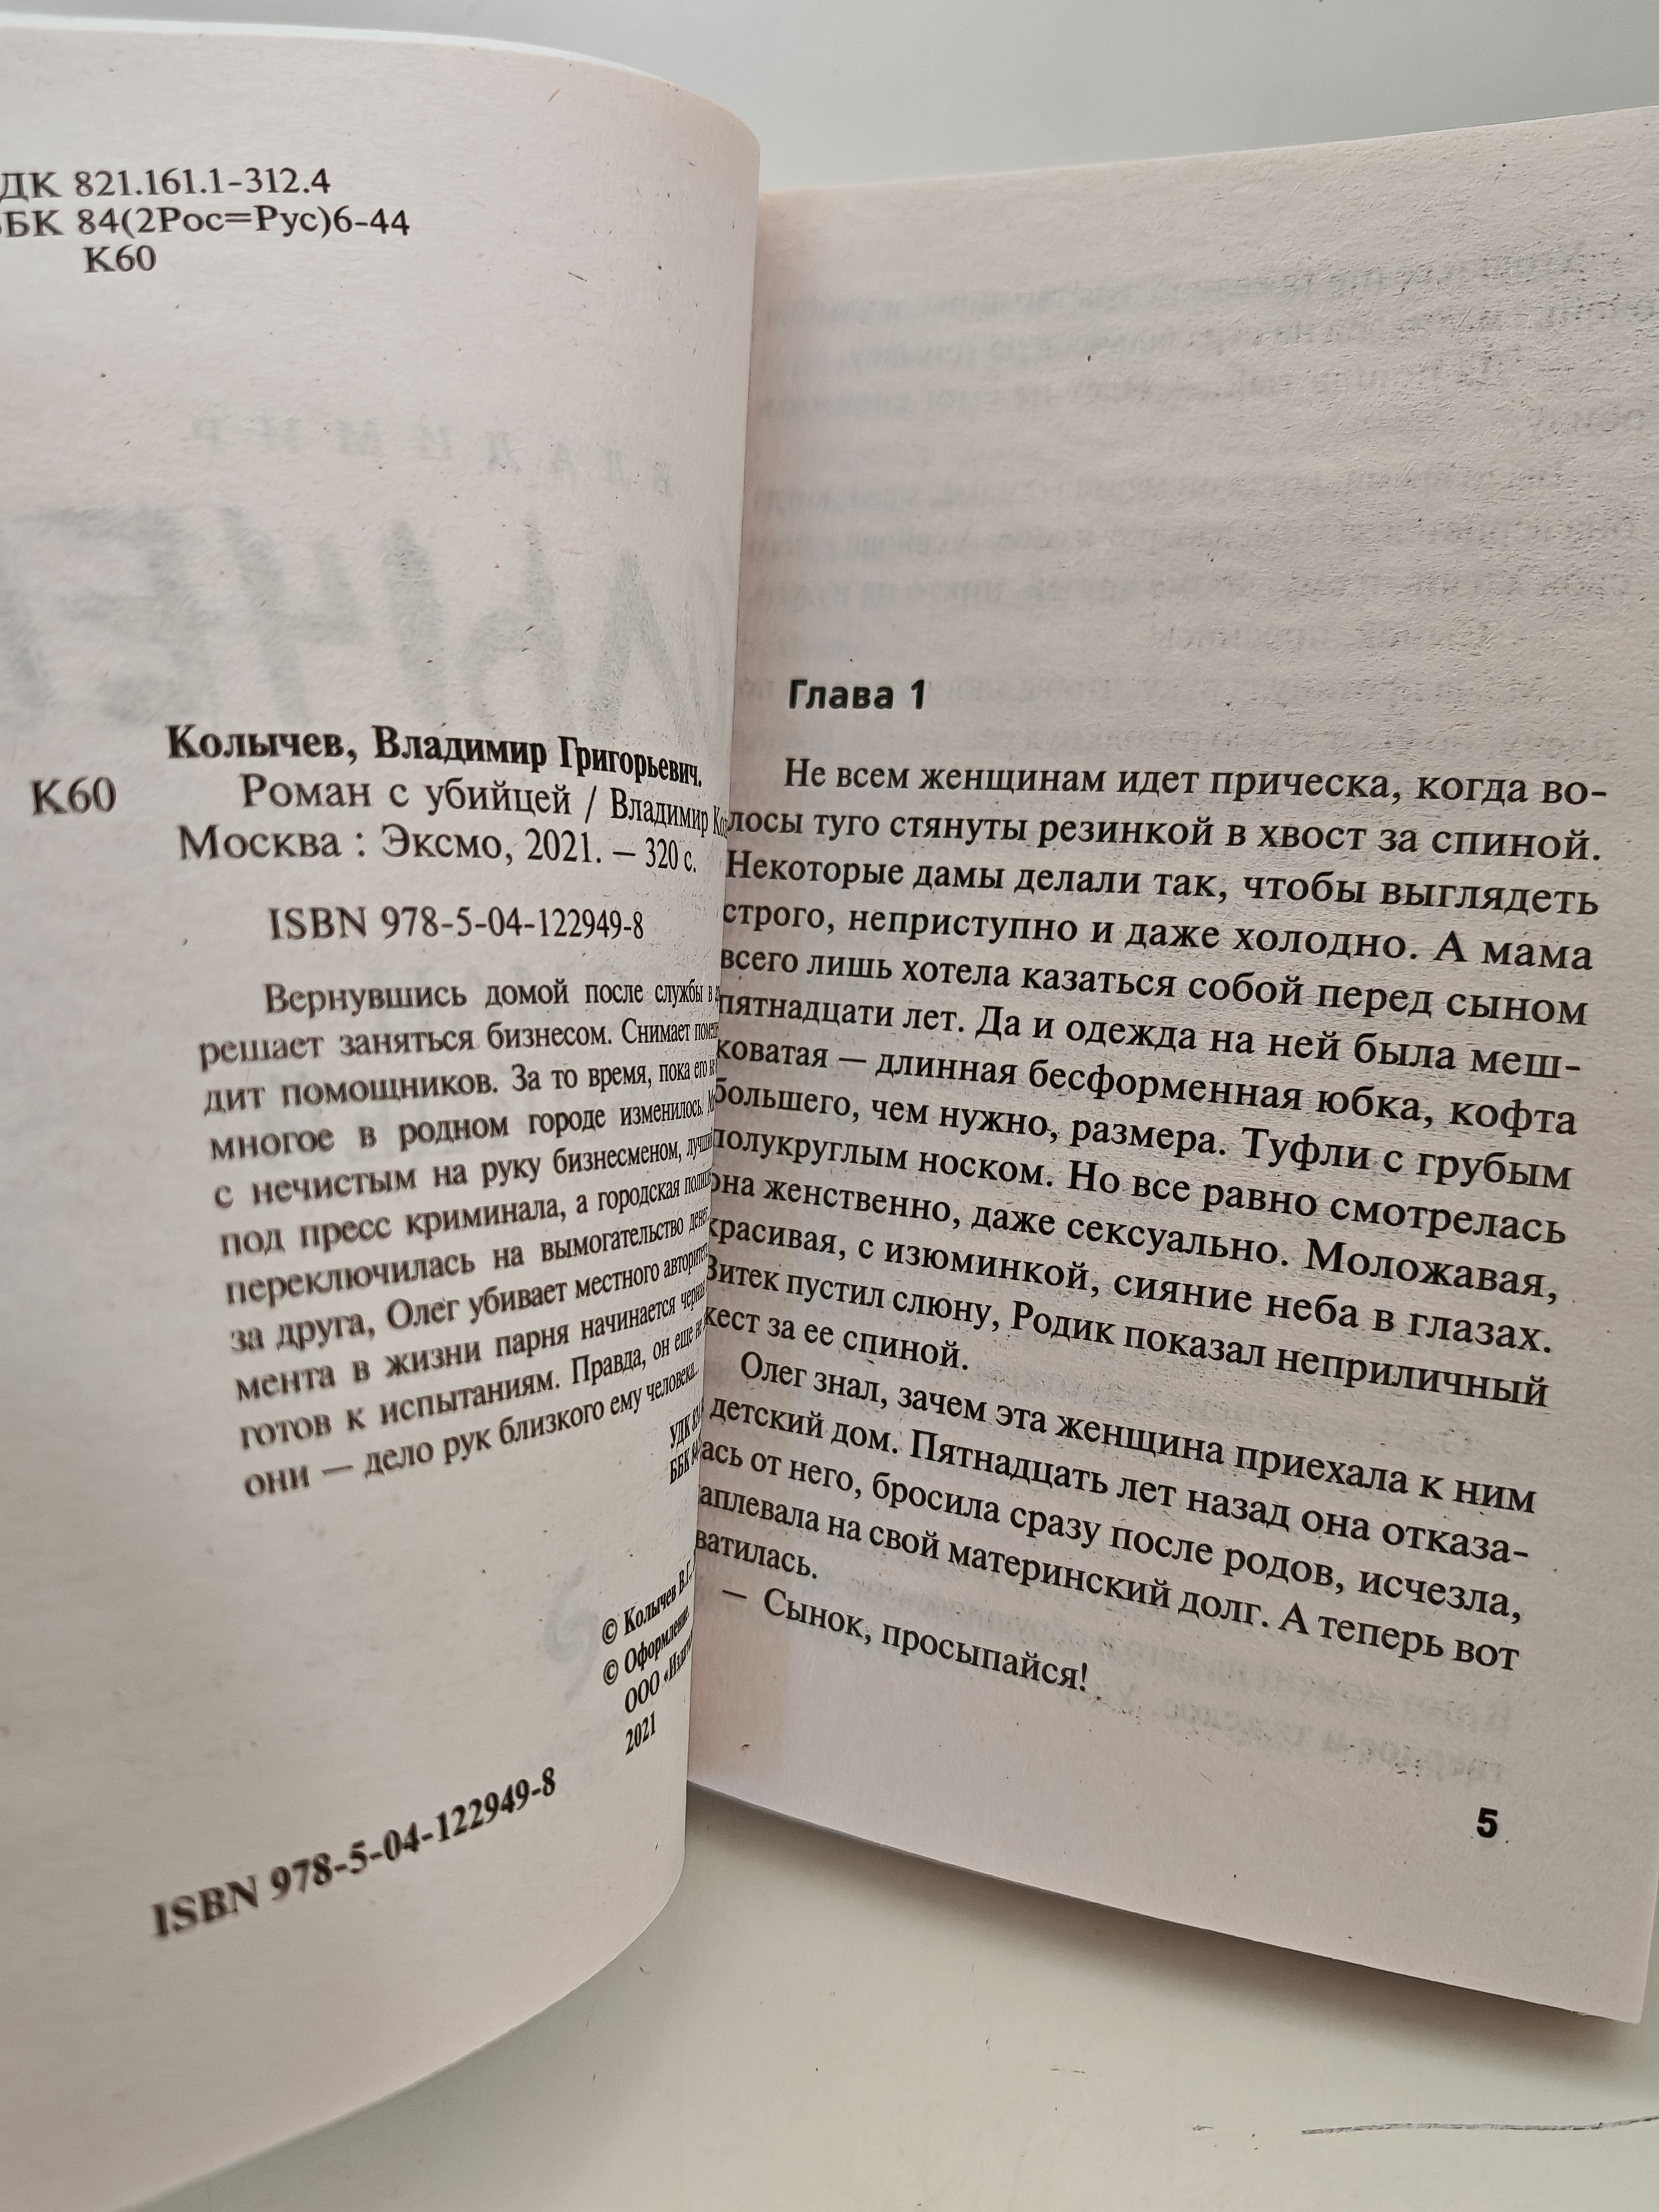 ДК 821.161.1-312.4
БК 84(2Рос=Рус)6-44
К60
Колычев, Владимир Григорьевич.
К60 Роман с убийцей / Владимир
Москва : Эксмо, 2021. — 320 с.
ISBN 978-5-04-122949-8
Вернувшись домой после службы в
решает заняться бизнесом. Снимает
дит помощников. За то время, пока его
многое в родном городе изменилось.
с нечистым на руку бизнесменом,
под пресс криминала, а городская
переключилась на вымогательство денег.
за друга, Олег убивает местного
мента в жизни парня начинается
готов к испытаниям. Правда, он еще не
они — дело рук близкого ему человека...
УДК
ББК
© Колычев В.Г.
© Оформление.
ООО
2021
ISBN 978-5-04-122949-8
Глава 1
Не всем женщинам идет прическа, когда во-
лосы туго стянуты резинкой в хвост за спиной.
Некоторые дамы делали так, чтобы выглядеть
строго, неприступно и даже холодно. А мама
всего лишь хотела казаться собой перед сыном
пятнадцати лет. Да и одежда на ней была меш-
коватая — длинная бесформенная юбка, кофта
большего, чем нужно, размера. Туфли с грубым
полукруглым носком. Но все равно смотрелась
она женственно, даже сексуально. Моложавая,
красивая, с изюминкой, сияние неба в глазах.
Витек пустил слюну, Родик показал неприличный
жест за ее спиной.
Олег знал, зачем эта женщина приехала к ним
детский дом. Пятнадцать лет назад она отказа-
ась от него, бросила сразу после родов, исчезла,
аплевала на свой материнский долг. А теперь вот
ватилась.
— Сынок, просыпайся!
5